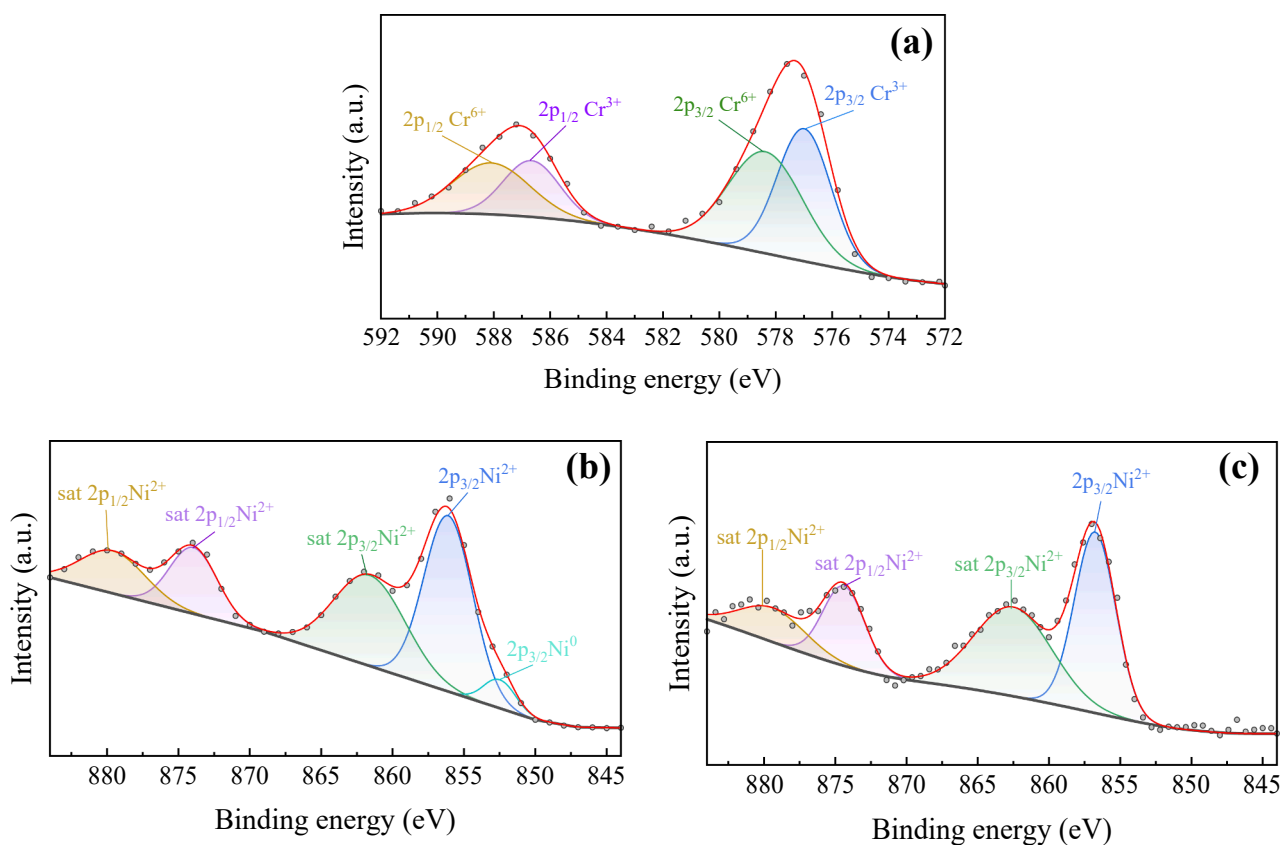 (a)
2p1/2 Cr6+
2p1/2 Cr3+
2p3/2 Cr6+
2p3/2 Cr3+
Intensity (a.u.)
592 590 588 586 584 582 580 578 576 574 572
Binding energy (eV)
(b)
sat 2p1/2Ni2+
sat 2p1/2Ni2+
sat 2p3/2Ni2+
2p3/2Ni2+
2p3/2Ni0
Intensity (a.u.)
880 875 870 865 860 855 850 845
Binding energy (eV)
(c)
sat 2p1/2Ni2+
sat 2p1/2Ni2+
sat 2p3/2Ni2+
2p3/2Ni2+
Intensity (a.u.)
880 875 870 865 860 855 850 845
Binding energy (eV)